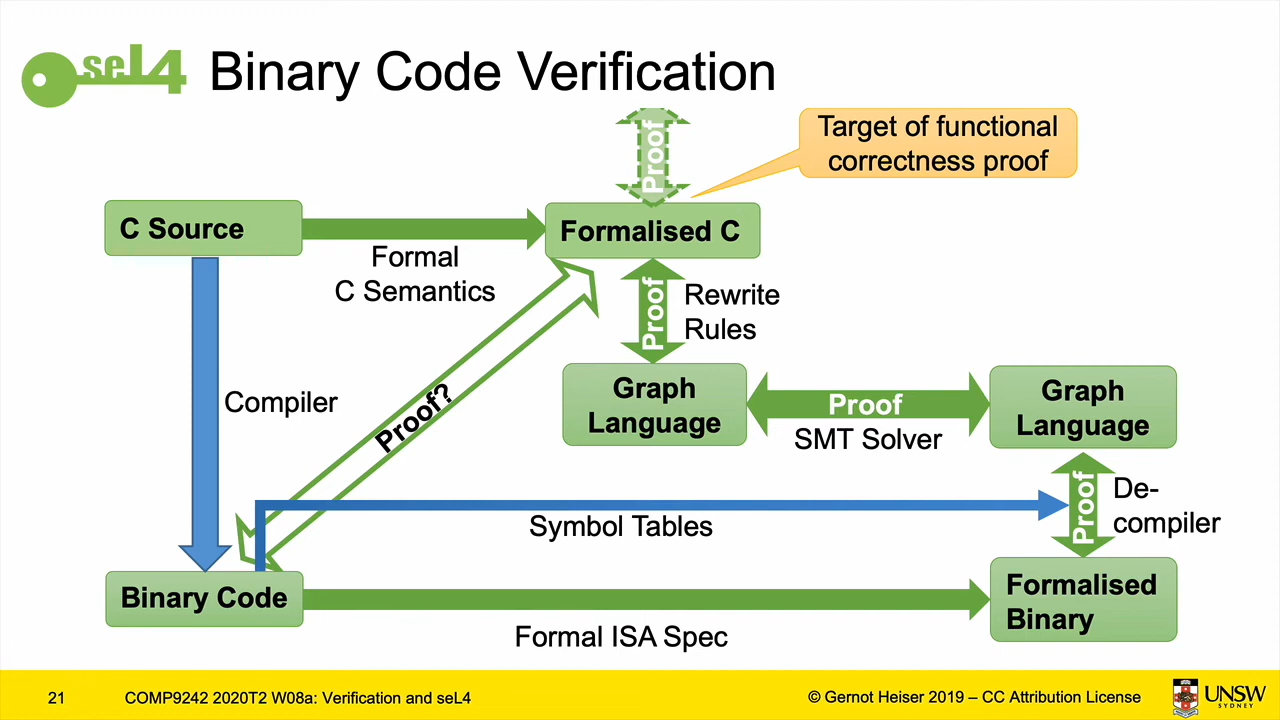 seL4
Binary Code Verification
Proof
Target of functional
correctness proof
C Source
Formalised C
Formal
C Semantics
Proof
Rewrite
Rules
Compiler
Proof?
Graph
Language
Proof
SMT Solver
Graph
Language
Symbol Tables
Proof
De-
compiler
Binary Code
Formal ISA Spec
Formalised
Binary
21
COMP9242 2020T2 W08a: Verification and seL4
© Gernot Heiser 2019 – CC Attribution License
UNSW
SYDNEY